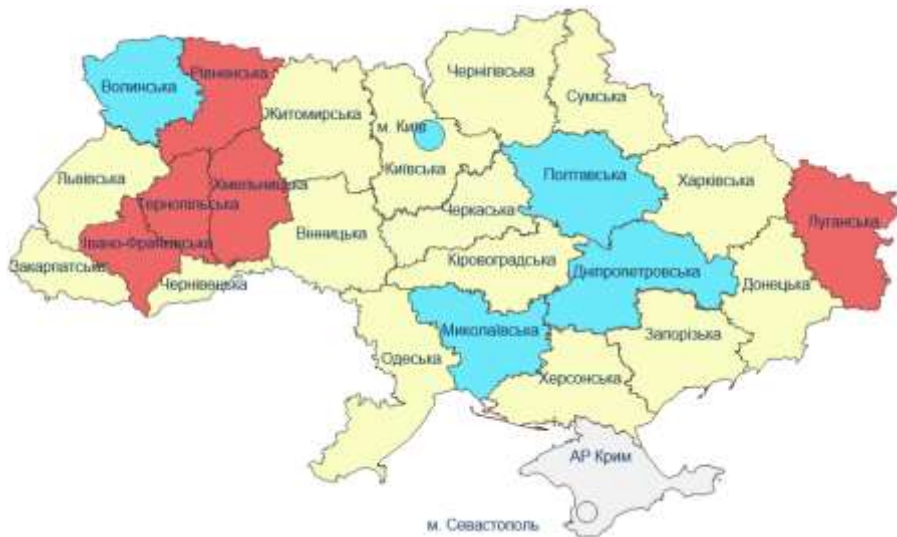 Волинська
Рівненська
Житомирська
Чернігівська
Сумська
м. Київ
Київська
Львівська
Тернопільська
Хмельницька
Полтавська
Харківська
Луганська
Черкаська
Вінницька
Івано-Франківська
Закарпатська
Чернівецька
Кіровоградська
Дніпропетровська
Донецька
Миколаївська
Запорізька
Одеська
Херсонська
АР Крим
м. Севастополь